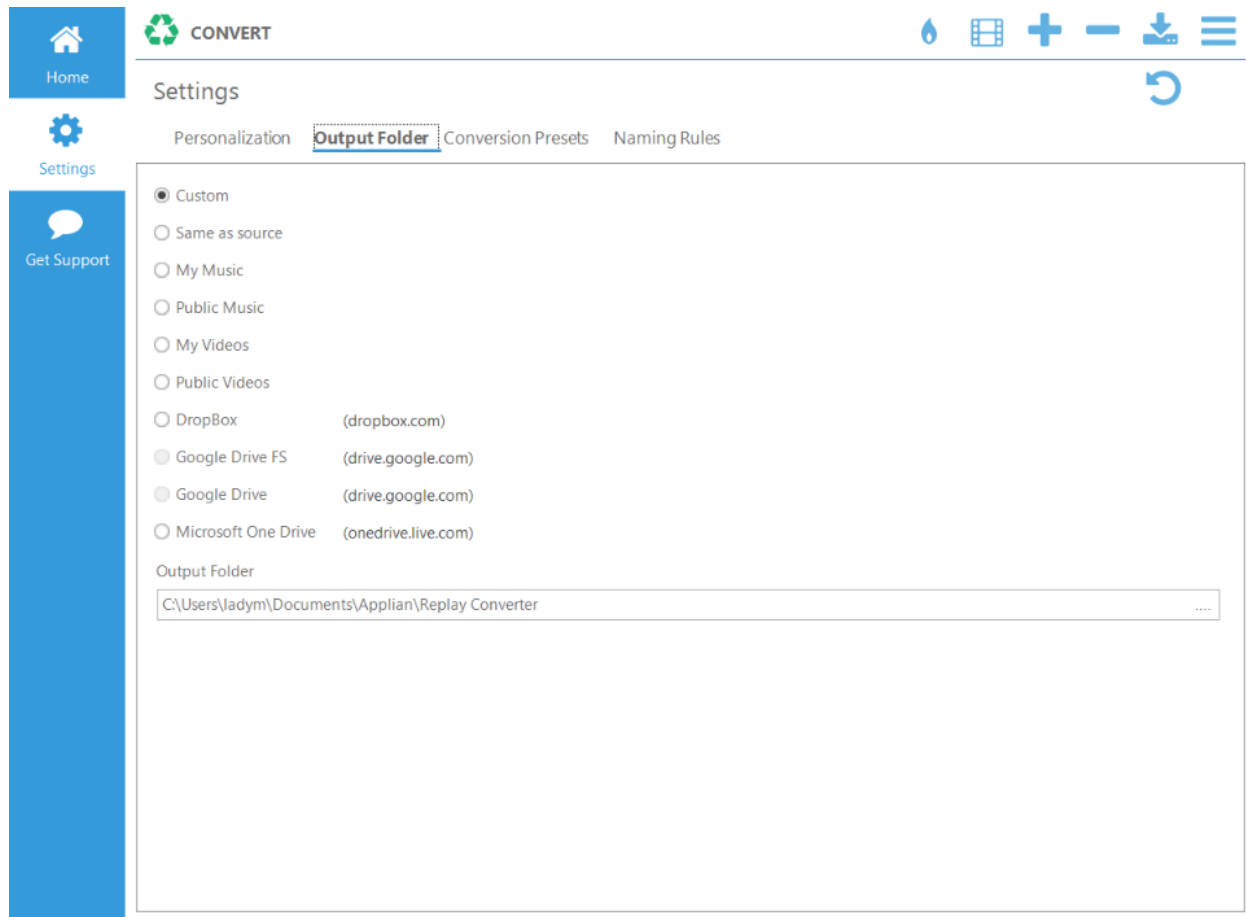 CONVERT
Home
Settings
Get Support
Settings
Personalization Output Folder Conversion Presets Naming Rules
Custom
Same as source
My Music
Public Music
My Videos
Public Videos
DropBox (dropbox.com)
Google Drive FS (drive.google.com)
Google Drive (drive.google.com)
Microsoft One Drive (onedrive.live.com)
Output Folder
C:\Users\ladym\Documents\Applian\Replay Converter ....